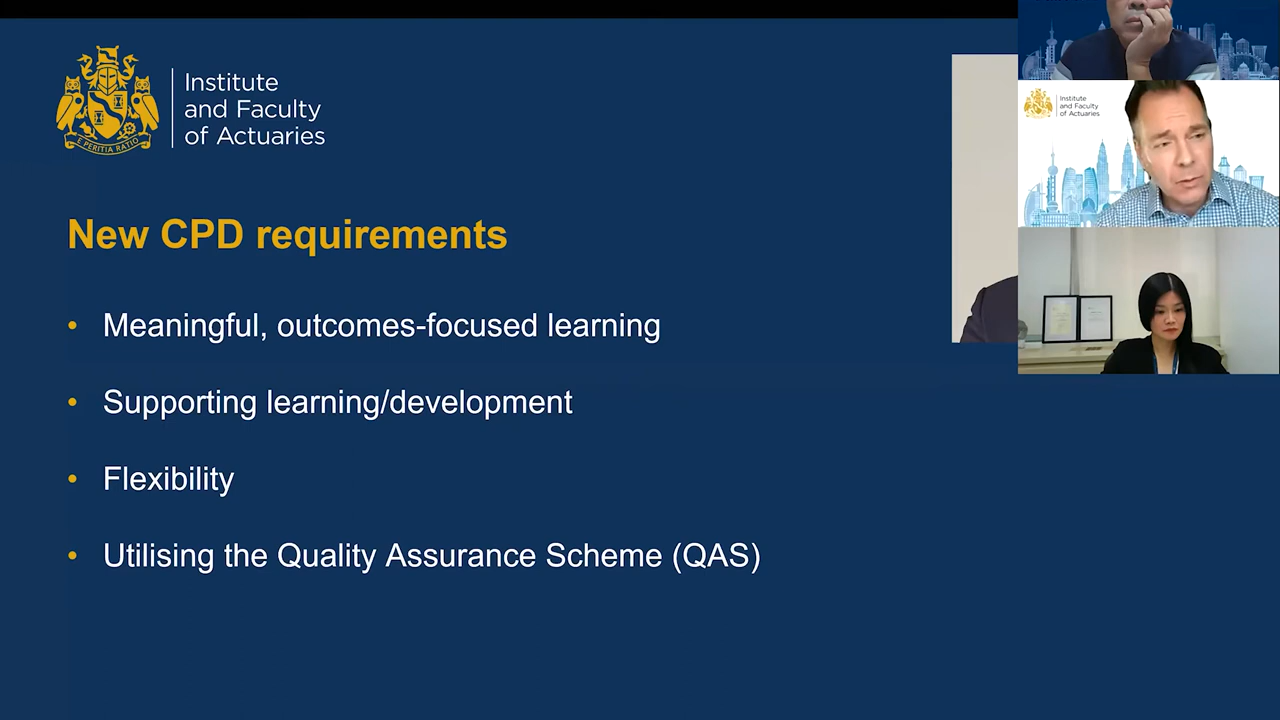 Institute
and Faculty
of Actuaries
E PERITIA RATIO
New CPD requirements
• Meaningful, outcomes-focused learning
• Supporting learning/development
• Flexibility
• Utilising the Quality Assurance Scheme (QAS)
Institute
and Faculty
of Actuaries